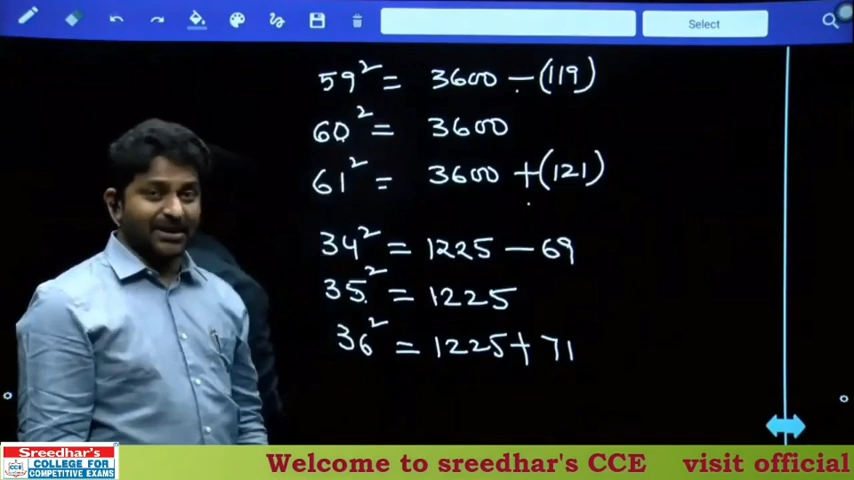 Select
59² = 3600 - (119)
60² = 3600
61² = 3600 + (121)
34² = 1225 - 69
35² = 1225
36² = 1225 + 71
Sreedhar's
CCE
COLLEGE FOR
COMPETITIVE EXAMS
Welcome to sreedhar's CCE visit official